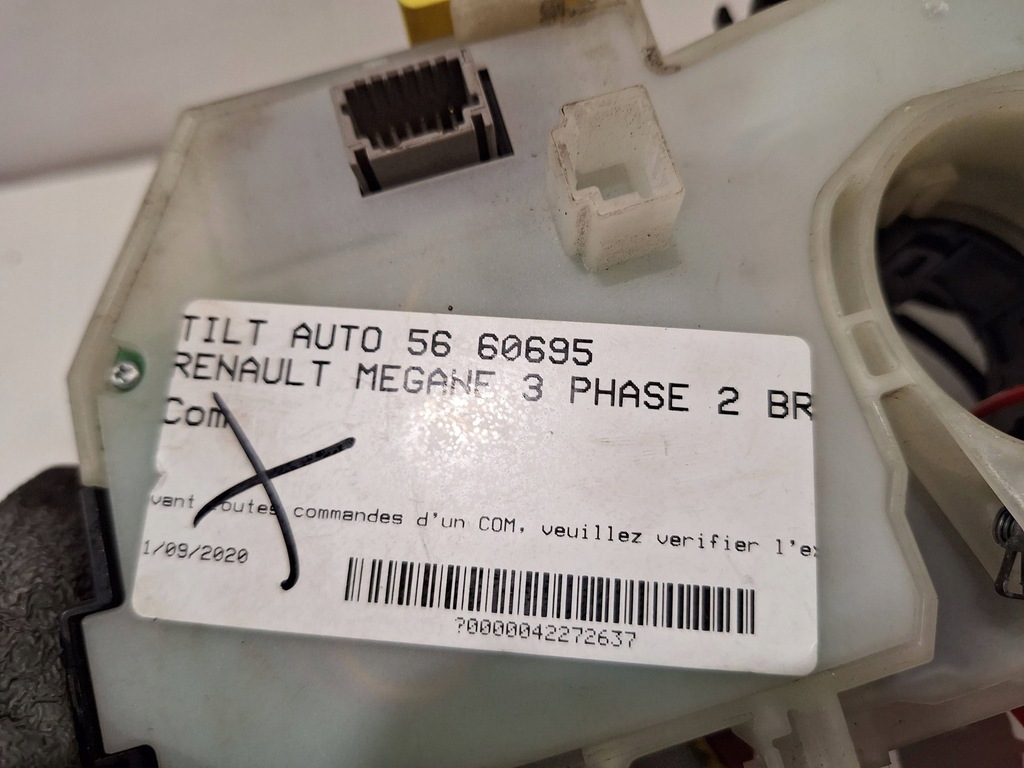 TILT AUTO 56 60695
RENAULT MEGANE 3 PHASE 2 BR
Com
vant toutes commandes d'un COM, veuillez verifier l'ex
1/09/2020
?0000042272637